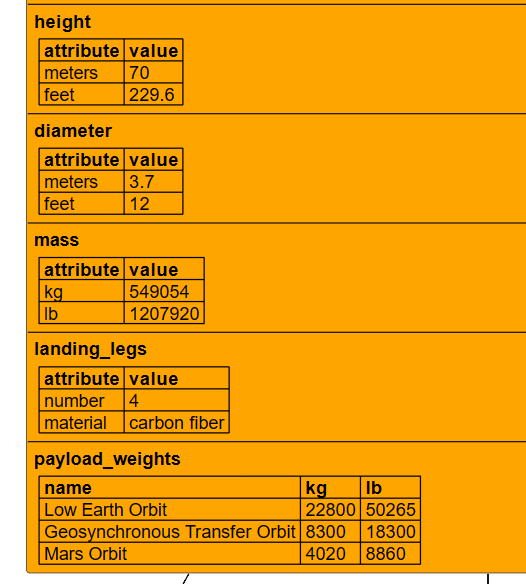 height
attribute value
meters 70
feet 229.6
diameter
attribute value
meters 3.7
feet 12
mass
attribute value
kg 549054
lb 1207920
landing_legs
attribute value
number 4
material carbon fiber
payload_weights
name kg lb
Low Earth Orbit 22800 50265
Geosynchronous Transfer Orbit 8300 18300
Mars Orbit 4020 8860